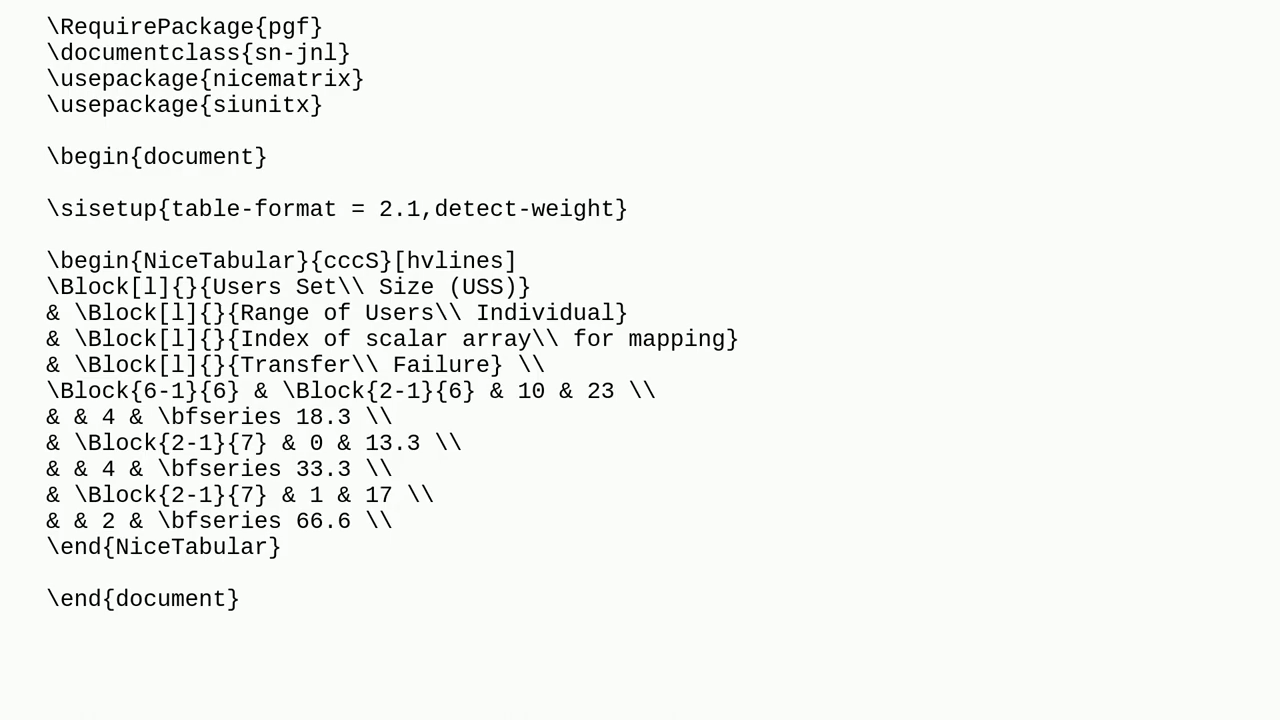 \RequirePackage{pgf}
\documentclass{sn-jnl}
\usepackage{nicematrix}
\usepackage{siunitx}
\begin{document}
\sisetup{table-format = 2.1,detect-weight}
\begin{NiceTabular}{cccS}[hvlines]
\Block[l]{}{Users Set\\ Size (USS)}
& \Block[l]{}{Range of Users\\ Individual}
& \Block[l]{}{Index of scalar array\\ for mapping}
& \Block[l]{}{Transfer\\ Failure} \\
\Block{6-1}{6} & \Block{2-1}{6} & 10 & 23 \\
& & 4 & \bfseries 18.3 \\
& \Block{2-1}{7} & 0 & 13.3 \\
& & 4 & \bfseries 33.3 \\
& \Block{2-1}{7} & 1 & 17 \\
& & 2 & \bfseries 66.6 \\
\end{NiceTabular}
\end{document}